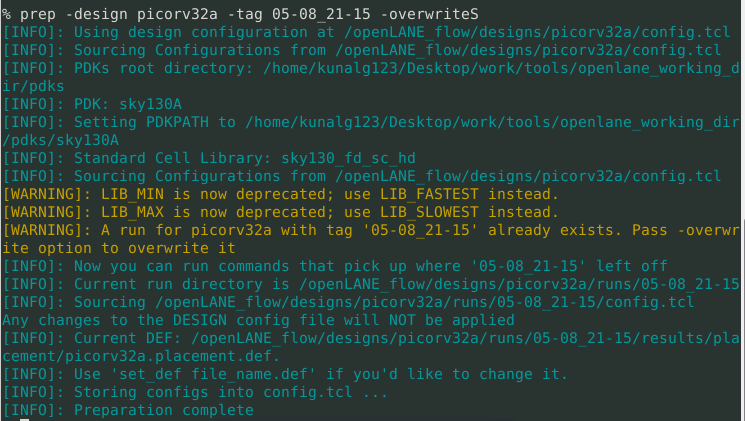 % prep -design picorv32a -tag 05-08_21-15 -overwriteS
[INFO]: Using design configuration at /openLANE_flow/designs/picorv32a/config.tcl
[INFO]: Sourcing Configurations from /openLANE_flow/designs/picorv32a/config.tcl
[INFO]: PDKs root directory: /home/kunalg123/Desktop/work/tools/openlane_working_d
ir/pdks
[INFO]: PDK: sky130A
[INFO]: Setting PDKPATH to /home/kunalg123/Desktop/work/tools/openlane_working_dir
/pdks/sky130A
[INFO]: Standard Cell Library: sky130_fd_sc_hd
[INFO]: Sourcing Configurations from /openLANE_flow/designs/picorv32a/config.tcl
[WARNING]: LIB_MIN is now deprecated; use LIB_FASTEST instead.
[WARNING]: LIB_MAX is now deprecated; use LIB_SLOWEST instead.
[WARNING]: A run for picorv32a with tag '05-08_21-15' already exists. Pass -overwr
ite option to overwrite it
[INFO]: Now you can run commands that pick up where '05-08_21-15' left off
[INFO]: Current run directory is /openLANE_flow/designs/picorv32a/runs/05-08_21-15
[INFO]: Sourcing /openLANE_flow/designs/picorv32a/runs/05-08_21-15/config.tcl
Any changes to the DESIGN config file will NOT be applied
[INFO]: Current DEF: /openLANE_flow/designs/picorv32a/runs/05-08_21-15/results/pla
cement/picorv32a.placement.def.
[INFO]: Use 'set_def file_name.def' if you'd like to change it.
[INFO]: Storing configs into config.tcl ...
[INFO]: Preparation complete